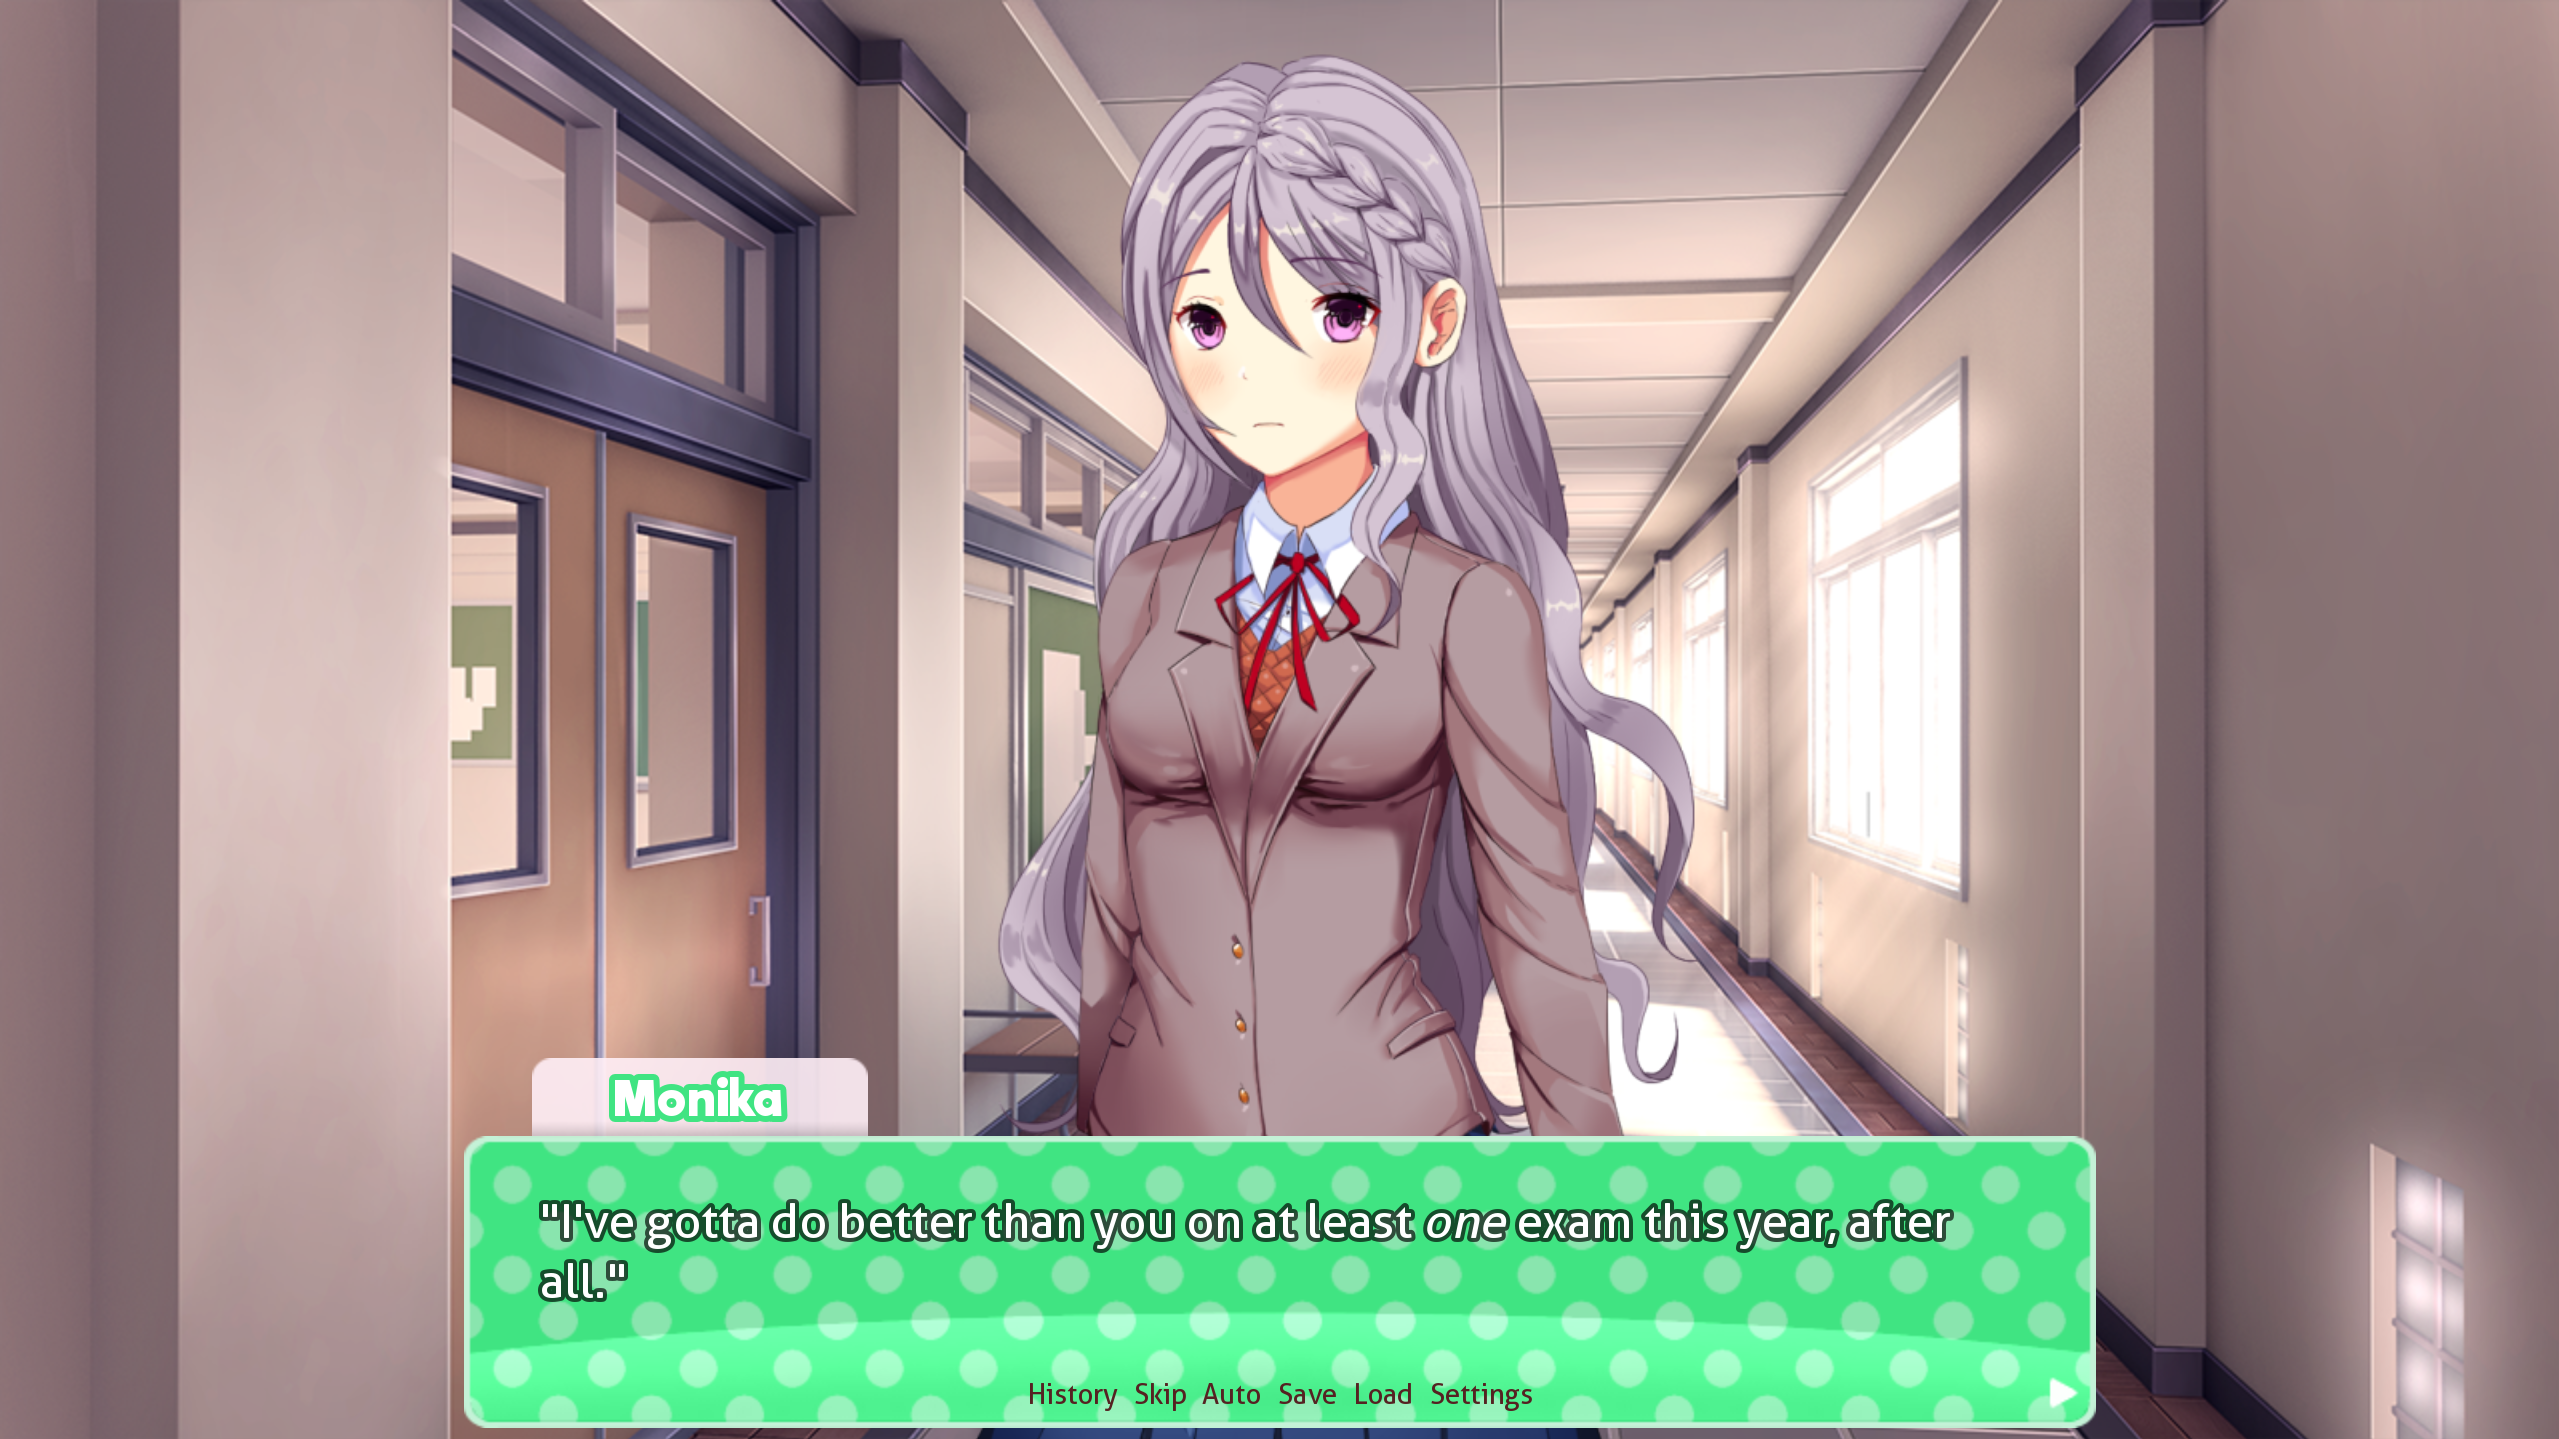 Monika
"I've gotta do better than you on at least one exam this year, after
all."
History Skip Auto Save Load Settings